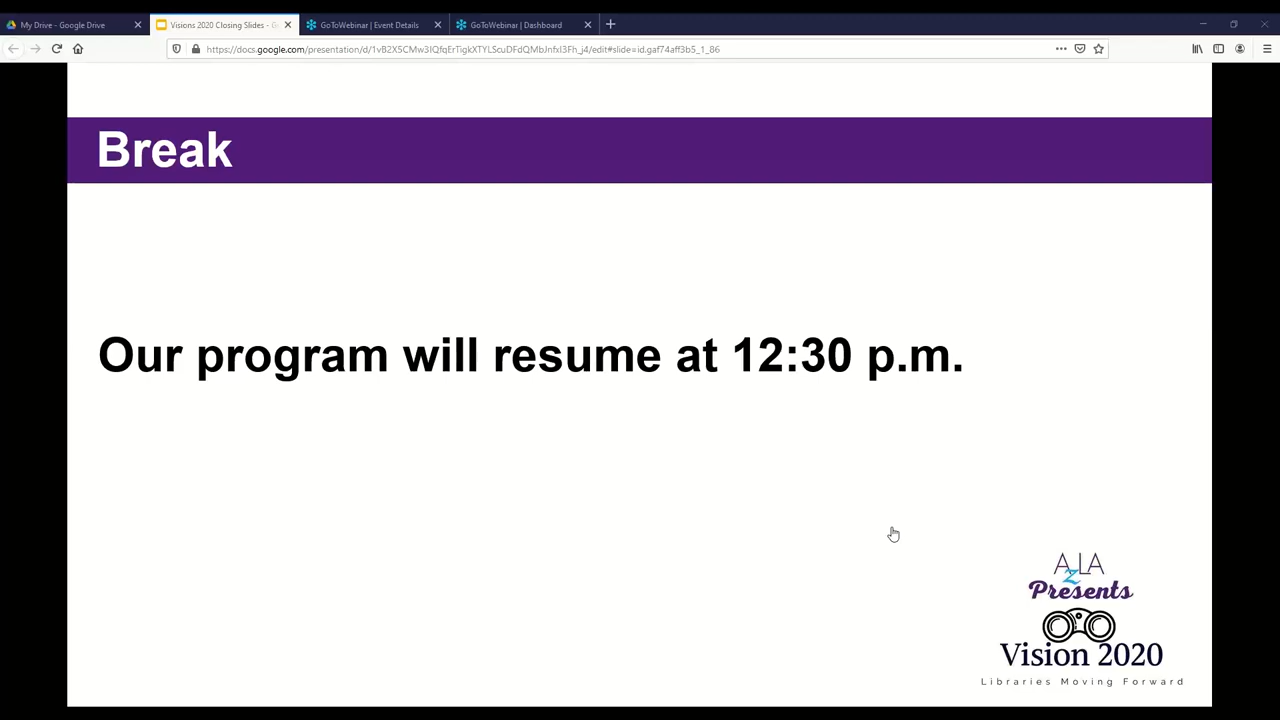 My Drive - Google Drive
Visions 2020 Closing Slides - G
GoToWebinar | Event Details
GoToWebinar | Dashboard
Break
Our program will resume at 12:30 p.m.
AzLA
Presents
Vision 2020
Libraries Moving Forward